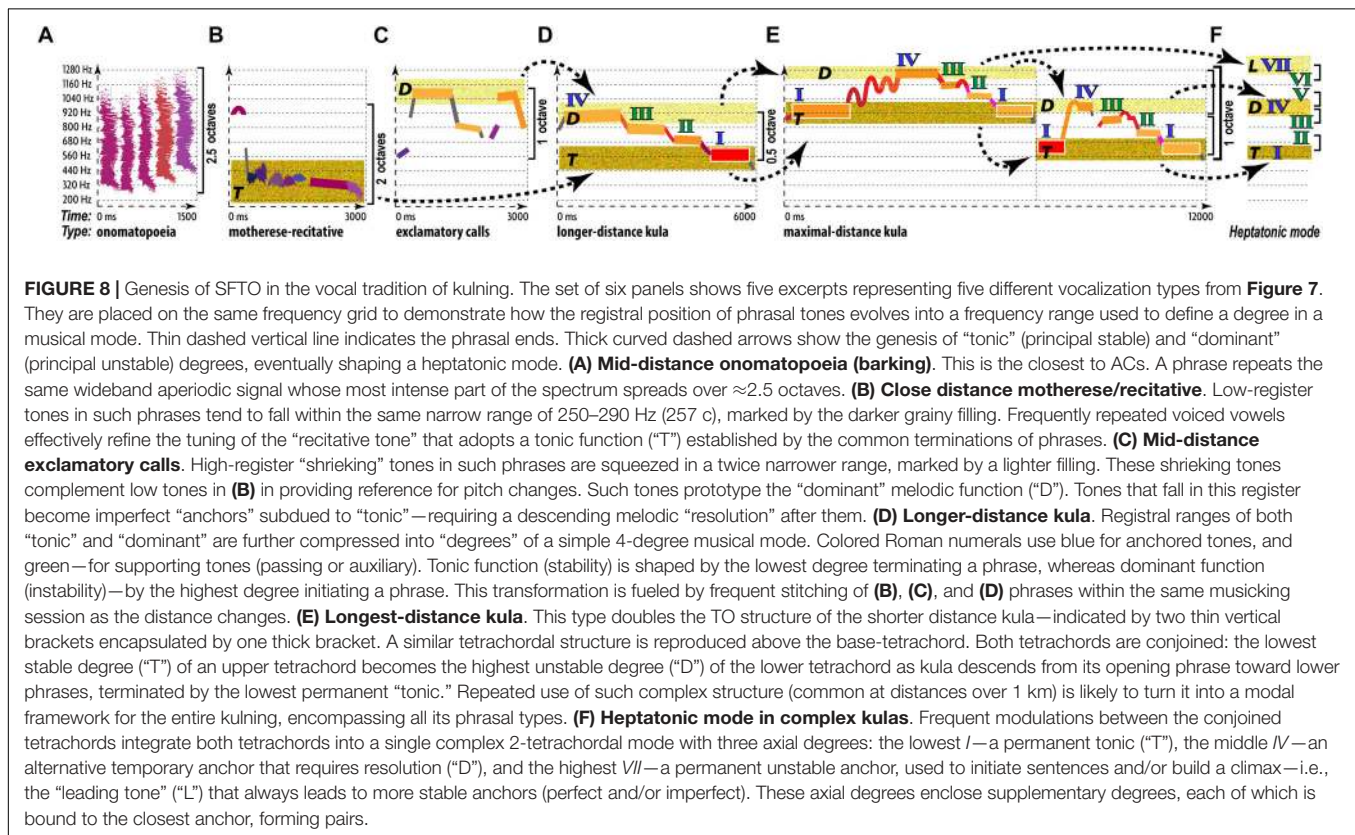 A B C D E F
1280 Hz
1160 Hz
1040 Hz
920 Hz
800 Hz
680 Hz
560 Hz
440 Hz
320 Hz
200 Hz
2.5 octaves
T
2 octaves
D
1 octave
IV
D
III
II
I
T
0.5 octave
IV
D
III
II
I
I
T
IV
D
III
II
I
I
T
1 octave
L VII
VI
V
D IV
III
II
T I
Time: 0 ms 1500 0 ms 3000 0 ms 3000 0 ms 6000 0 ms 12000
Type: onomatopoeia motherese-recitative exclamatory calls longer-distance kula maximal-distance kula Heptatonic mode
FIGURE 8 | Genesis of SFTO in the vocal tradition of kulning. The set of six panels shows five excerpts representing five different vocalization types from Figure 7.
They are placed on the same frequency grid to demonstrate how the registral position of phrasal tones evolves into a frequency range used to define a degree in a
musical mode. Thin dashed vertical line indicates the phrasal ends. Thick curved dashed arrows show the genesis of “tonic” (principal stable) and “dominant”
(principal unstable) degrees, eventually shaping a heptatonic mode. (A) Mid-distance onomatopoeia (barking). This is the closest to ACs. A phrase repeats the
same wideband aperiodic signal whose most intense part of the spectrum spreads over ≈2.5 octaves. (B) Close distance motherese/recitative. Low-register
tones in such phrases tend to fall within the same narrow range of 250–290 Hz (257 c), marked by the darker grainy filling. Frequently repeated voiced vowels
effectively refine the tuning of the “recitative tone” that adopts a tonic function (“T”) established by the common terminations of phrases. (C) Mid-distance
exclamatory calls. High-register “shrieking” tones in such phrases are squeezed in a twice narrower range, marked by a lighter filling. These shrieking tones
complement low tones in (B) in providing reference for pitch changes. Such tones prototype the “dominant” melodic function (“D”). Tones that fall in this register
become imperfect “anchors” subdued to “tonic”—requiring a descending melodic “resolution” after them. (D) Longer-distance kula. Registral ranges of both
“tonic” and “dominant” are further compressed into “degrees” of a simple 4-degree musical mode. Colored Roman numerals use blue for anchored tones, and
green—for supporting tones (passing or auxiliary). Tonic function (stability) is shaped by the lowest degree terminating a phrase, whereas dominant function
(instability)—by the highest degree initiating a phrase. This transformation is fueled by frequent stitching of (B), (C), and (D) phrases within the same musicking
session as the distance changes. (E) Longest-distance kula. This type doubles the TO structure of the shorter distance kula—indicated by two thin vertical
brackets encapsulated by one thick bracket. A similar tetrachordal structure is reproduced above the base-tetrachord. Both tetrachords are conjoined: the lowest
stable degree (“T”) of an upper tetrachord becomes the highest unstable degree (“D”) of the lower tetrachord as kula descends from its opening phrase toward lower
phrases, terminated by the lowest permanent “tonic.” Repeated use of such complex structure (common at distances over 1 km) is likely to turn it into a modal
framework for the entire kulning, encompassing all its phrasal types. (F) Heptatonic mode in complex kulas. Frequent modulations between the conjoined
tetrachords integrate both tetrachords into a single complex 2-tetrachordal mode with three axial degrees: the lowest I—a permanent tonic (“T”), the middle IV—an
alternative temporary anchor that requires resolution (“D”), and the highest VII—a permanent unstable anchor, used to initiate sentences and/or build a climax—i.e.,
the “leading tone” (“L”) that always leads to more stable anchors (perfect and/or imperfect). These axial degrees enclose supplementary degrees, each of which is
bound to the closest anchor, forming pairs.